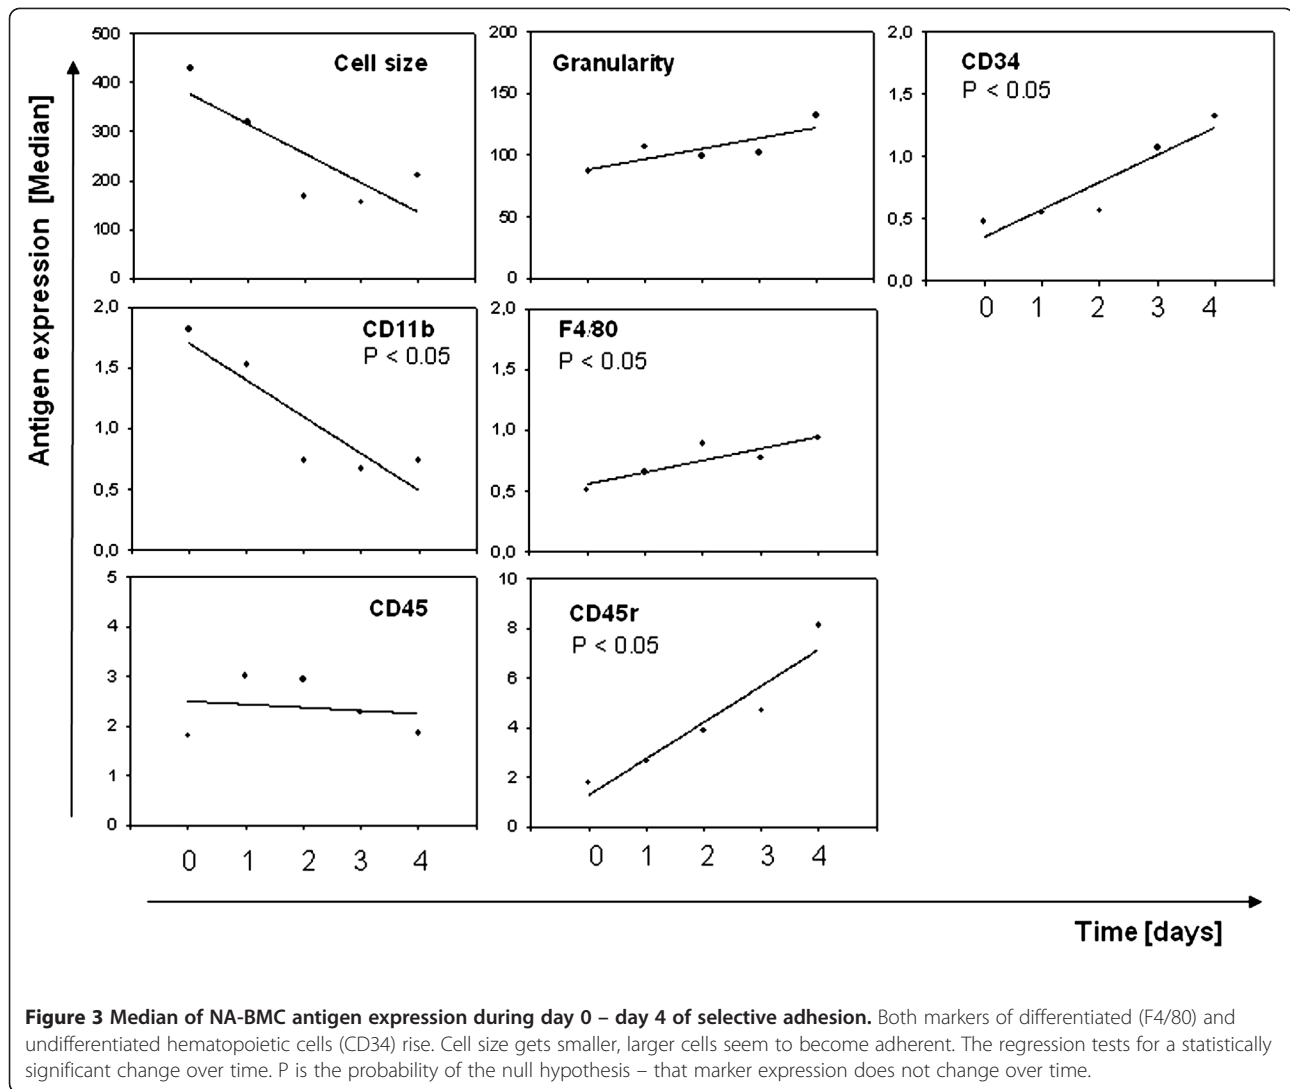 Antigen expression [Median]
500
400
300
200
100
0
Cell size
200
150
100
50
0
Granularity
2,0
1,5
1,0
0,5
0,0
CD34
P < 0.05
0 1 2 3 4
2,0
1,5
1,0
0,5
0,0
CD11b
P < 0.05
2,0
1,5
1,0
0,5
0,0
F4/80
P < 0.05
5
4
3
2
1
0
CD45
0 1 2 3 4
10
8
6
4
2
0
CD45r
P < 0.05
0 1 2 3 4
Time [days]
Figure 3 Median of NA-BMC antigen expression during day 0 – day 4 of selective adhesion. Both markers of differentiated (F4/80) and
undifferentiated hematopoietic cells (CD34) rise. Cell size gets smaller, larger cells seem to become adherent. The regression tests for a statistically
significant change over time. P is the probability of the null hypothesis – that marker expression does not change over time.